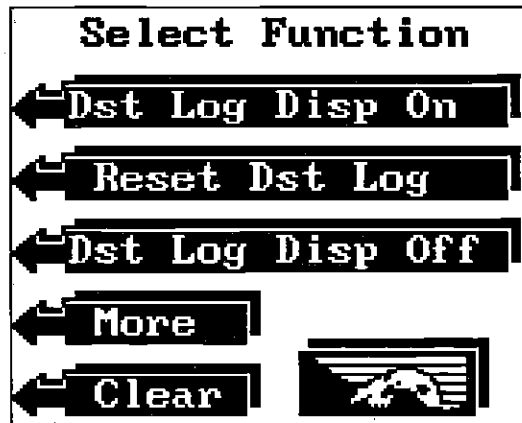 Select Function
Dst Log Disp On
Reset Dst Log
Dst Log Disp Off
More
Clear